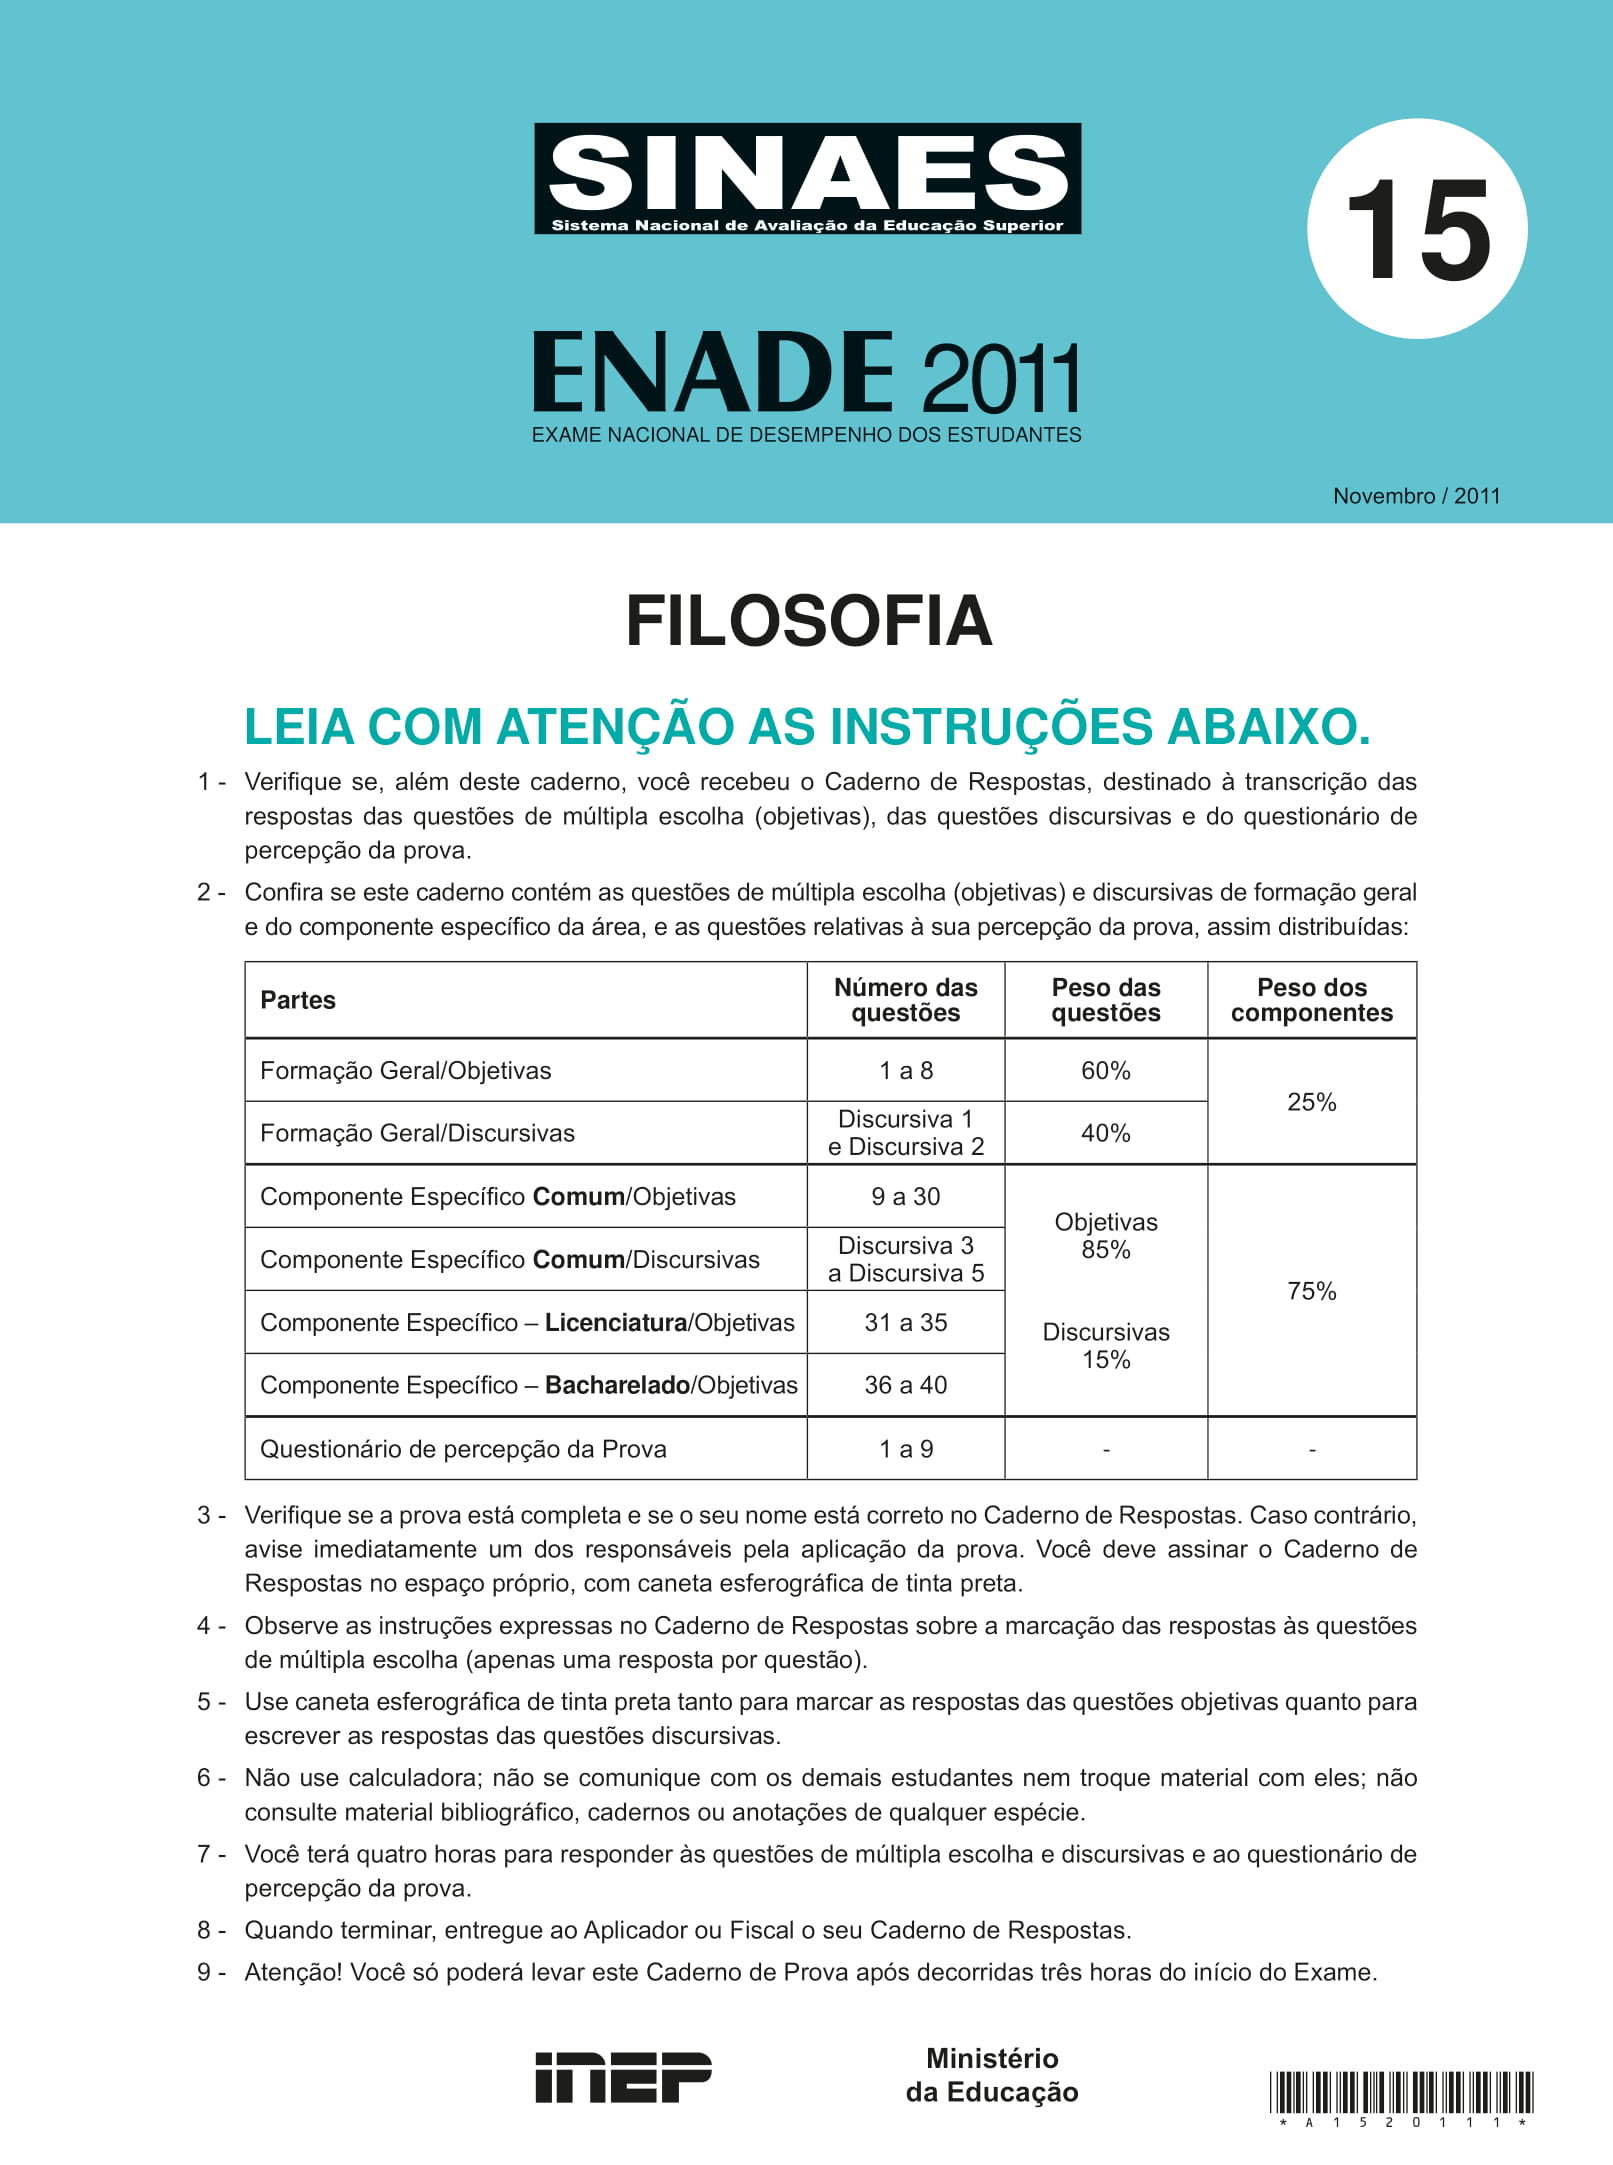 SINAES
Sistema Nacional de Avaliação da Educação Superior
15
ENADE 2011
EXAME NACIONAL DE DESEMPENHO DOS ESTUDANTES
Novembro / 2011
FILOSOFIA
LEIA COM ATENÇÃO AS INSTRUÇÕES ABAIXO.
1 - Verifique se, além deste caderno, você recebeu o Caderno de Respostas, destinado à transcrição das
respostas das questões de múltipla escolha (objetivas), das questões discursivas e do questionário de
percepção da prova.
2 - Confira se este caderno contém as questões de múltipla escolha (objetivas) e discursivas de formação geral
e do componente específico da área, e as questões relativas à sua percepção da prova, assim distribuídas:
Partes
Número das
questões
Peso das
questões
Peso dos
componentes
Formação Geral/Objetivas
1 a 8
60%
25%
Formação Geral/Discursivas
Discursiva 1
e Discursiva 2
40%
Componente Específico Comum/Objetivas
9 a 30
Objetivas
85%
Discursivas
15%
75%
Componente Específico Comum/Discursivas
Discursiva 3
a Discursiva 5
Componente Específico – Licenciatura/Objetivas
31 a 35
Componente Específico – Bacharelado/Objetivas
36 a 40
Questionário de percepção da Prova
1 a 9
-
-
3 - Verifique se a prova está completa e se o seu nome está correto no Caderno de Respostas. Caso contrário,
avise imediatamente um dos responsáveis pela aplicação da prova. Você deve assinar o Caderno de
Respostas no espaço próprio, com caneta esferográfica de tinta preta.
4 - Observe as instruções expressas no Caderno de Respostas sobre a marcação das respostas às questões
de múltipla escolha (apenas uma resposta por questão).
5 - Use caneta esferográfica de tinta preta tanto para marcar as respostas das questões objetivas quanto para
escrever as respostas das questões discursivas.
6 - Não use calculadora; não se comunique com os demais estudantes nem troque material com eles; não
consulte material bibliográfico, cadernos ou anotações de qualquer espécie.
7 - Você terá quatro horas para responder às questões de múltipla escolha e discursivas e ao questionário de
percepção da prova.
8 - Quando terminar, entregue ao Aplicador ou Fiscal o seu Caderno de Respostas.
9 - Atenção! Você só poderá levar este Caderno de Prova após decorridas três horas do início do Exame.
INEP
Ministério
da Educação
* A 1 5 2 0 1 1 1 *